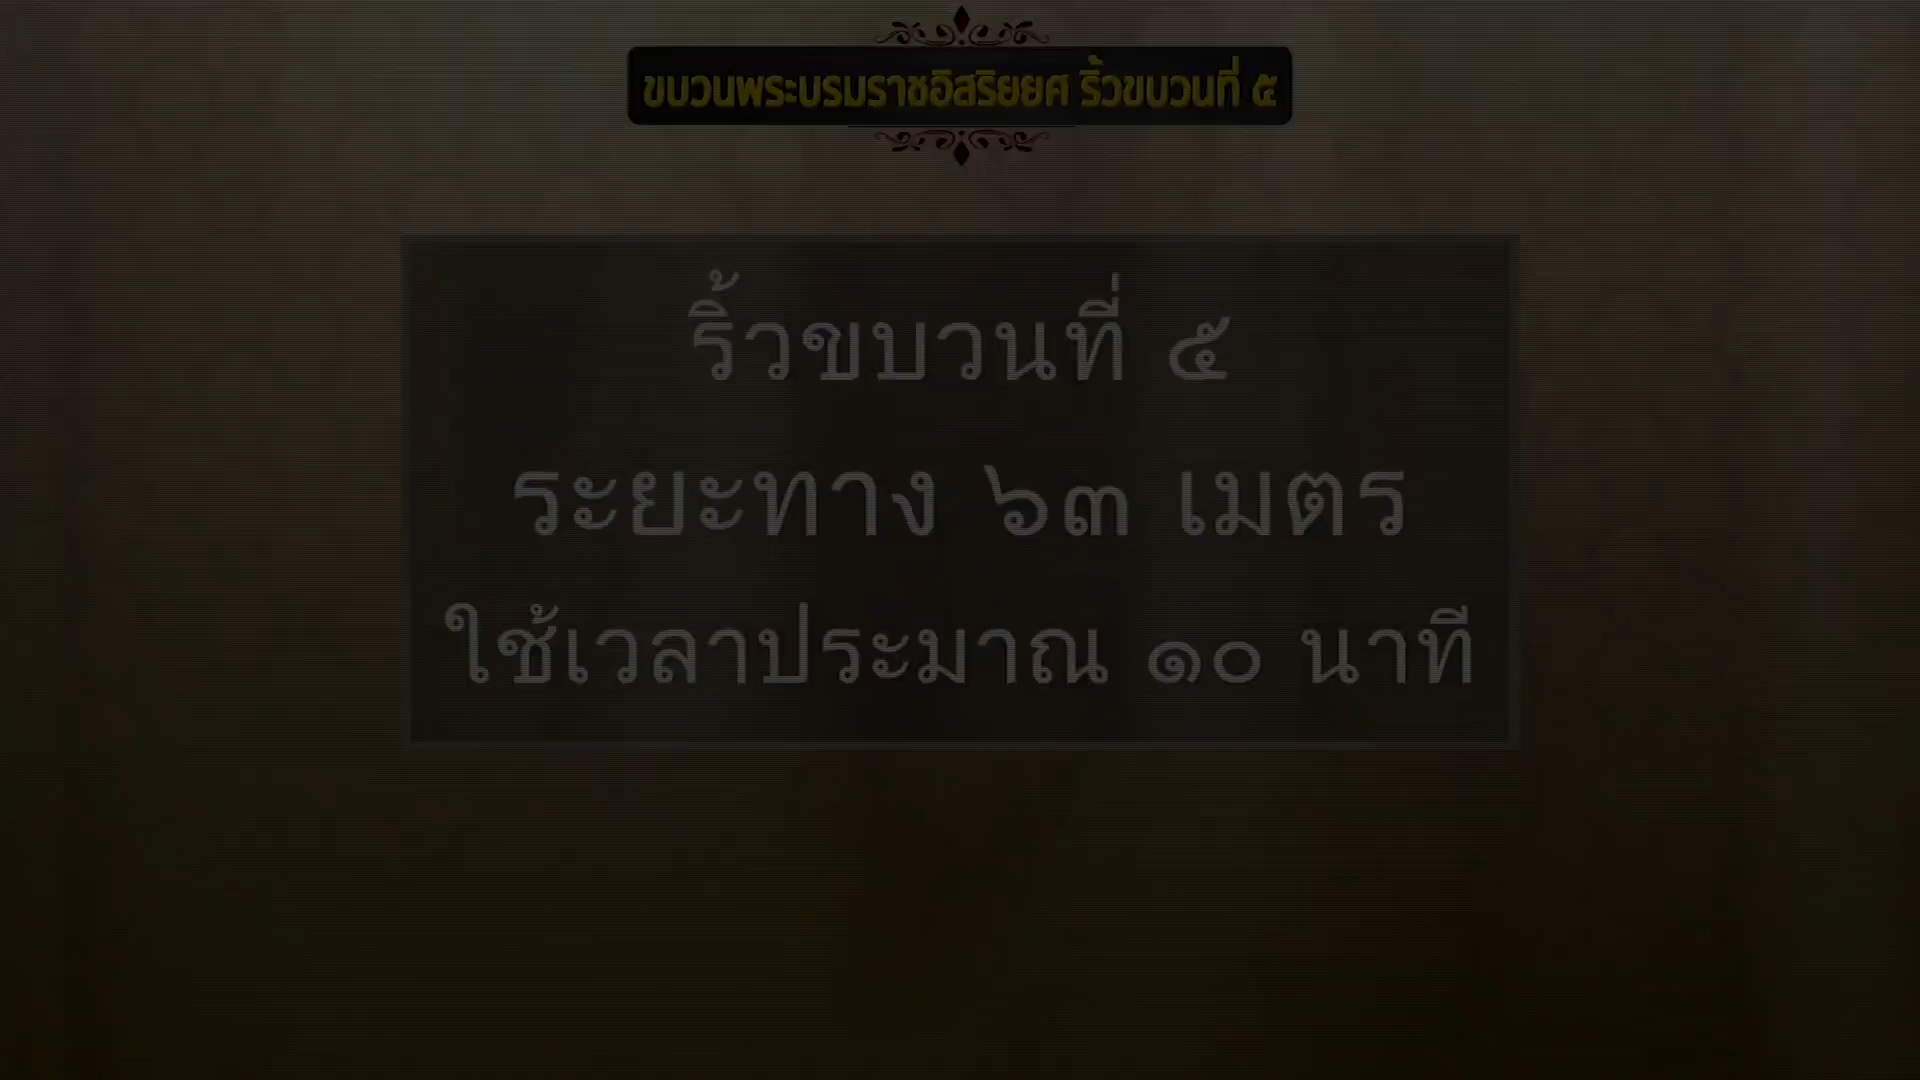 ขบวนพระบรมราชอิสริยยศ ริ้วขบวนที่ ๕
ริ้วขบวนที่ ๕
ระยะทาง ๖๓ เมตร
ใช้เวลาประมาณ ๑๐ นาที